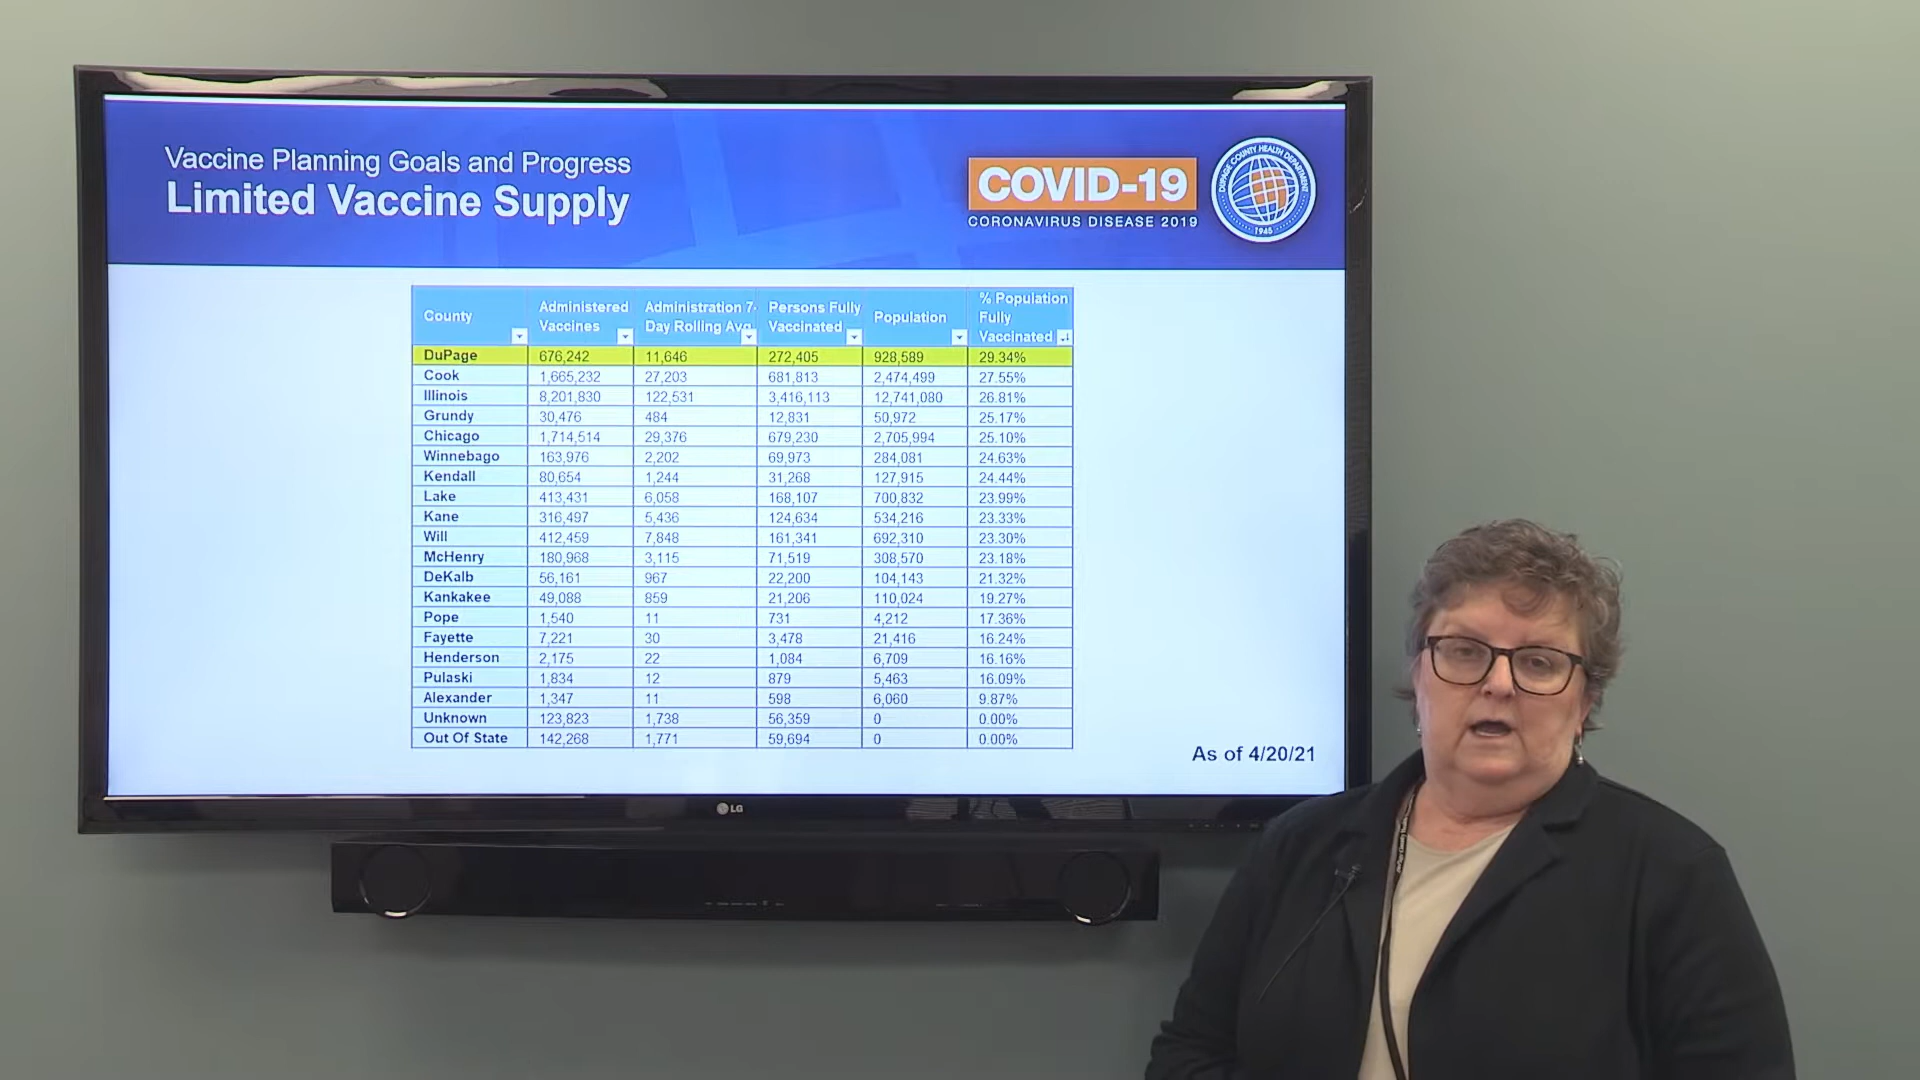 Vaccine Planning Goals and Progress
Limited Vaccine Supply
COVID-19
CORONAVIRUS DISEASE 2019
DUPAGE COUNTY HEALTH DEPARTMENT
1945
County Administered Vaccines Administration 7-Day Rolling Avg Persons Fully Vaccinated Population % Population Fully Vaccinated
DuPage 676,242 11,646 272,405 928,589 29.34%
Cook 1,665,232 27,203 681,813 2,474,499 27.55%
Illinois 8,201,830 122,531 3,416,113 12,741,080 26.81%
Grundy 30,476 484 12,831 50,972 25.17%
Chicago 1,714,514 29,376 679,230 2,705,994 25.10%
Winnebago 163,976 2,202 69,973 284,081 24.63%
Kendall 80,654 1,244 31,268 127,915 24.44%
Lake 413,431 6,058 168,107 700,832 23.99%
Kane 316,497 5,436 124,634 534,216 23.33%
Will 412,459 7,848 161,341 692,310 23.30%
McHenry 180,968 3,115 71,519 308,570 23.18%
DeKalb 56,161 967 22,200 104,143 21.32%
Kankakee 49,088 859 21,206 110,024 19.27%
Pope 1,540 11 731 4,212 17.36%
Fayette 7,221 30 3,478 21,416 16.24%
Henderson 2,175 22 1,084 6,709 16.16%
Pulaski 1,834 12 879 5,463 16.09%
Alexander 1,347 11 598 6,060 9.87%
Unknown 123,823 1,738 56,359 0 0.00%
Out Of State 142,268 1,771 59,694 0 0.00%
As of 4/20/21
LG